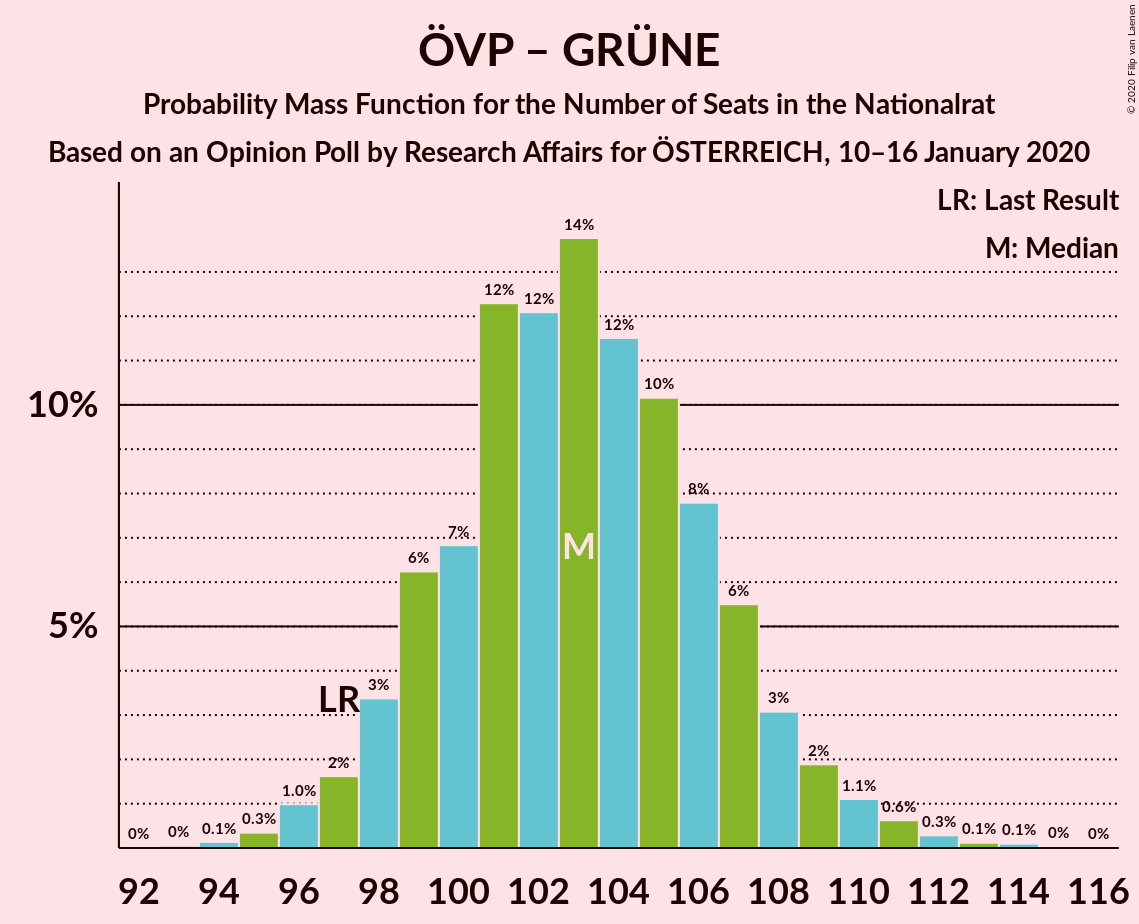 ÖVP – GRÜNE
Probability Mass Function for the Number of Seats in the Nationalrat
Based on an Opinion Poll by Research Affairs for ÖSTERREICH, 10–16 January 2020
© 2020 Filip van Laenen
LR: Last Result
M: Median
10%
5%
0% 0% 0.1% 0.3% 1.0% 2% 3% 6% 7% 12% 12% 14% 12% 10% 8% 6% 3% 2% 1.1% 0.6% 0.3% 0.1% 0.1% 0% 0%
LR
M
92 94 96 98 100 102 104 106 108 110 112 114 116